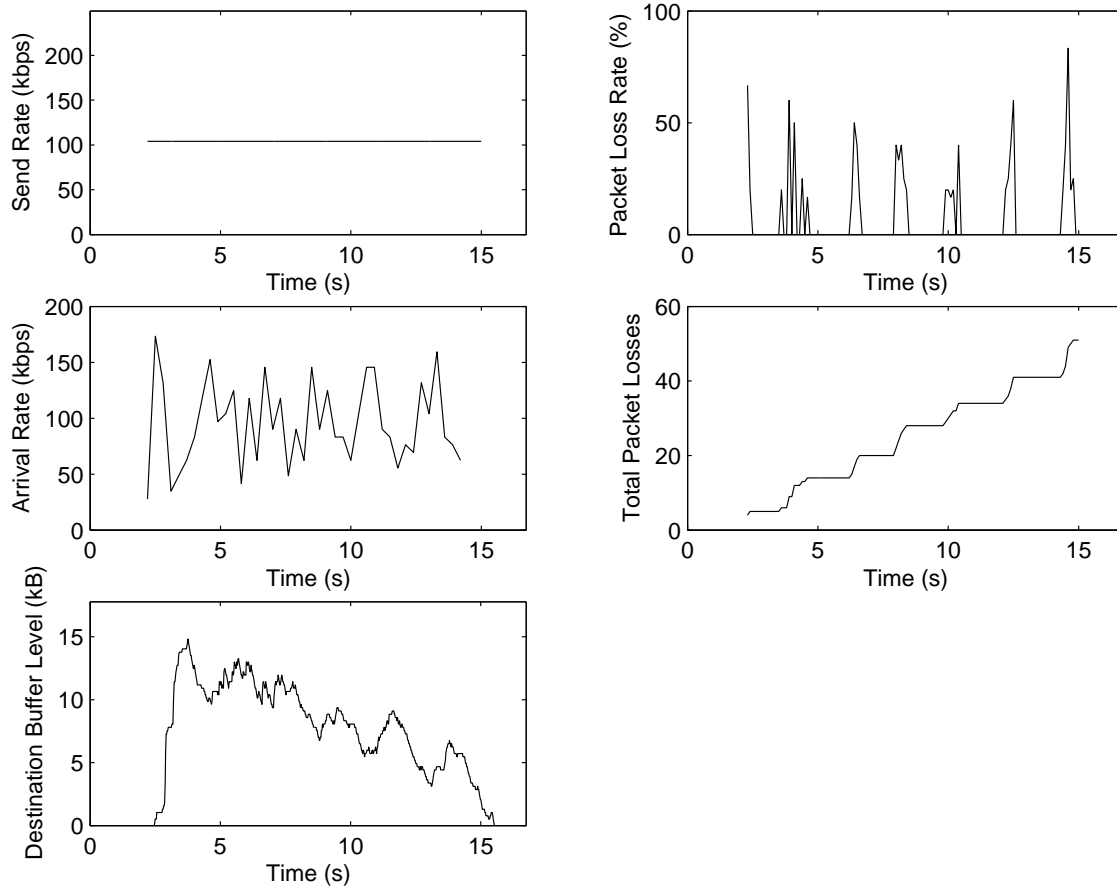 Send Rate (kbps)
200
150
100
50
0
0 5 10 15
Time (s)
Packet Loss Rate (%)
100
50
0
0 5 10 15
Time (s)
Arrival Rate (kbps)
200
150
100
50
0
0 5 10 15
Time (s)
Total Packet Losses
60
40
20
0
0 5 10 15
Time (s)
Destination Buffer Level (kB)
15
10
5
0
0 5 10 15
Time (s)